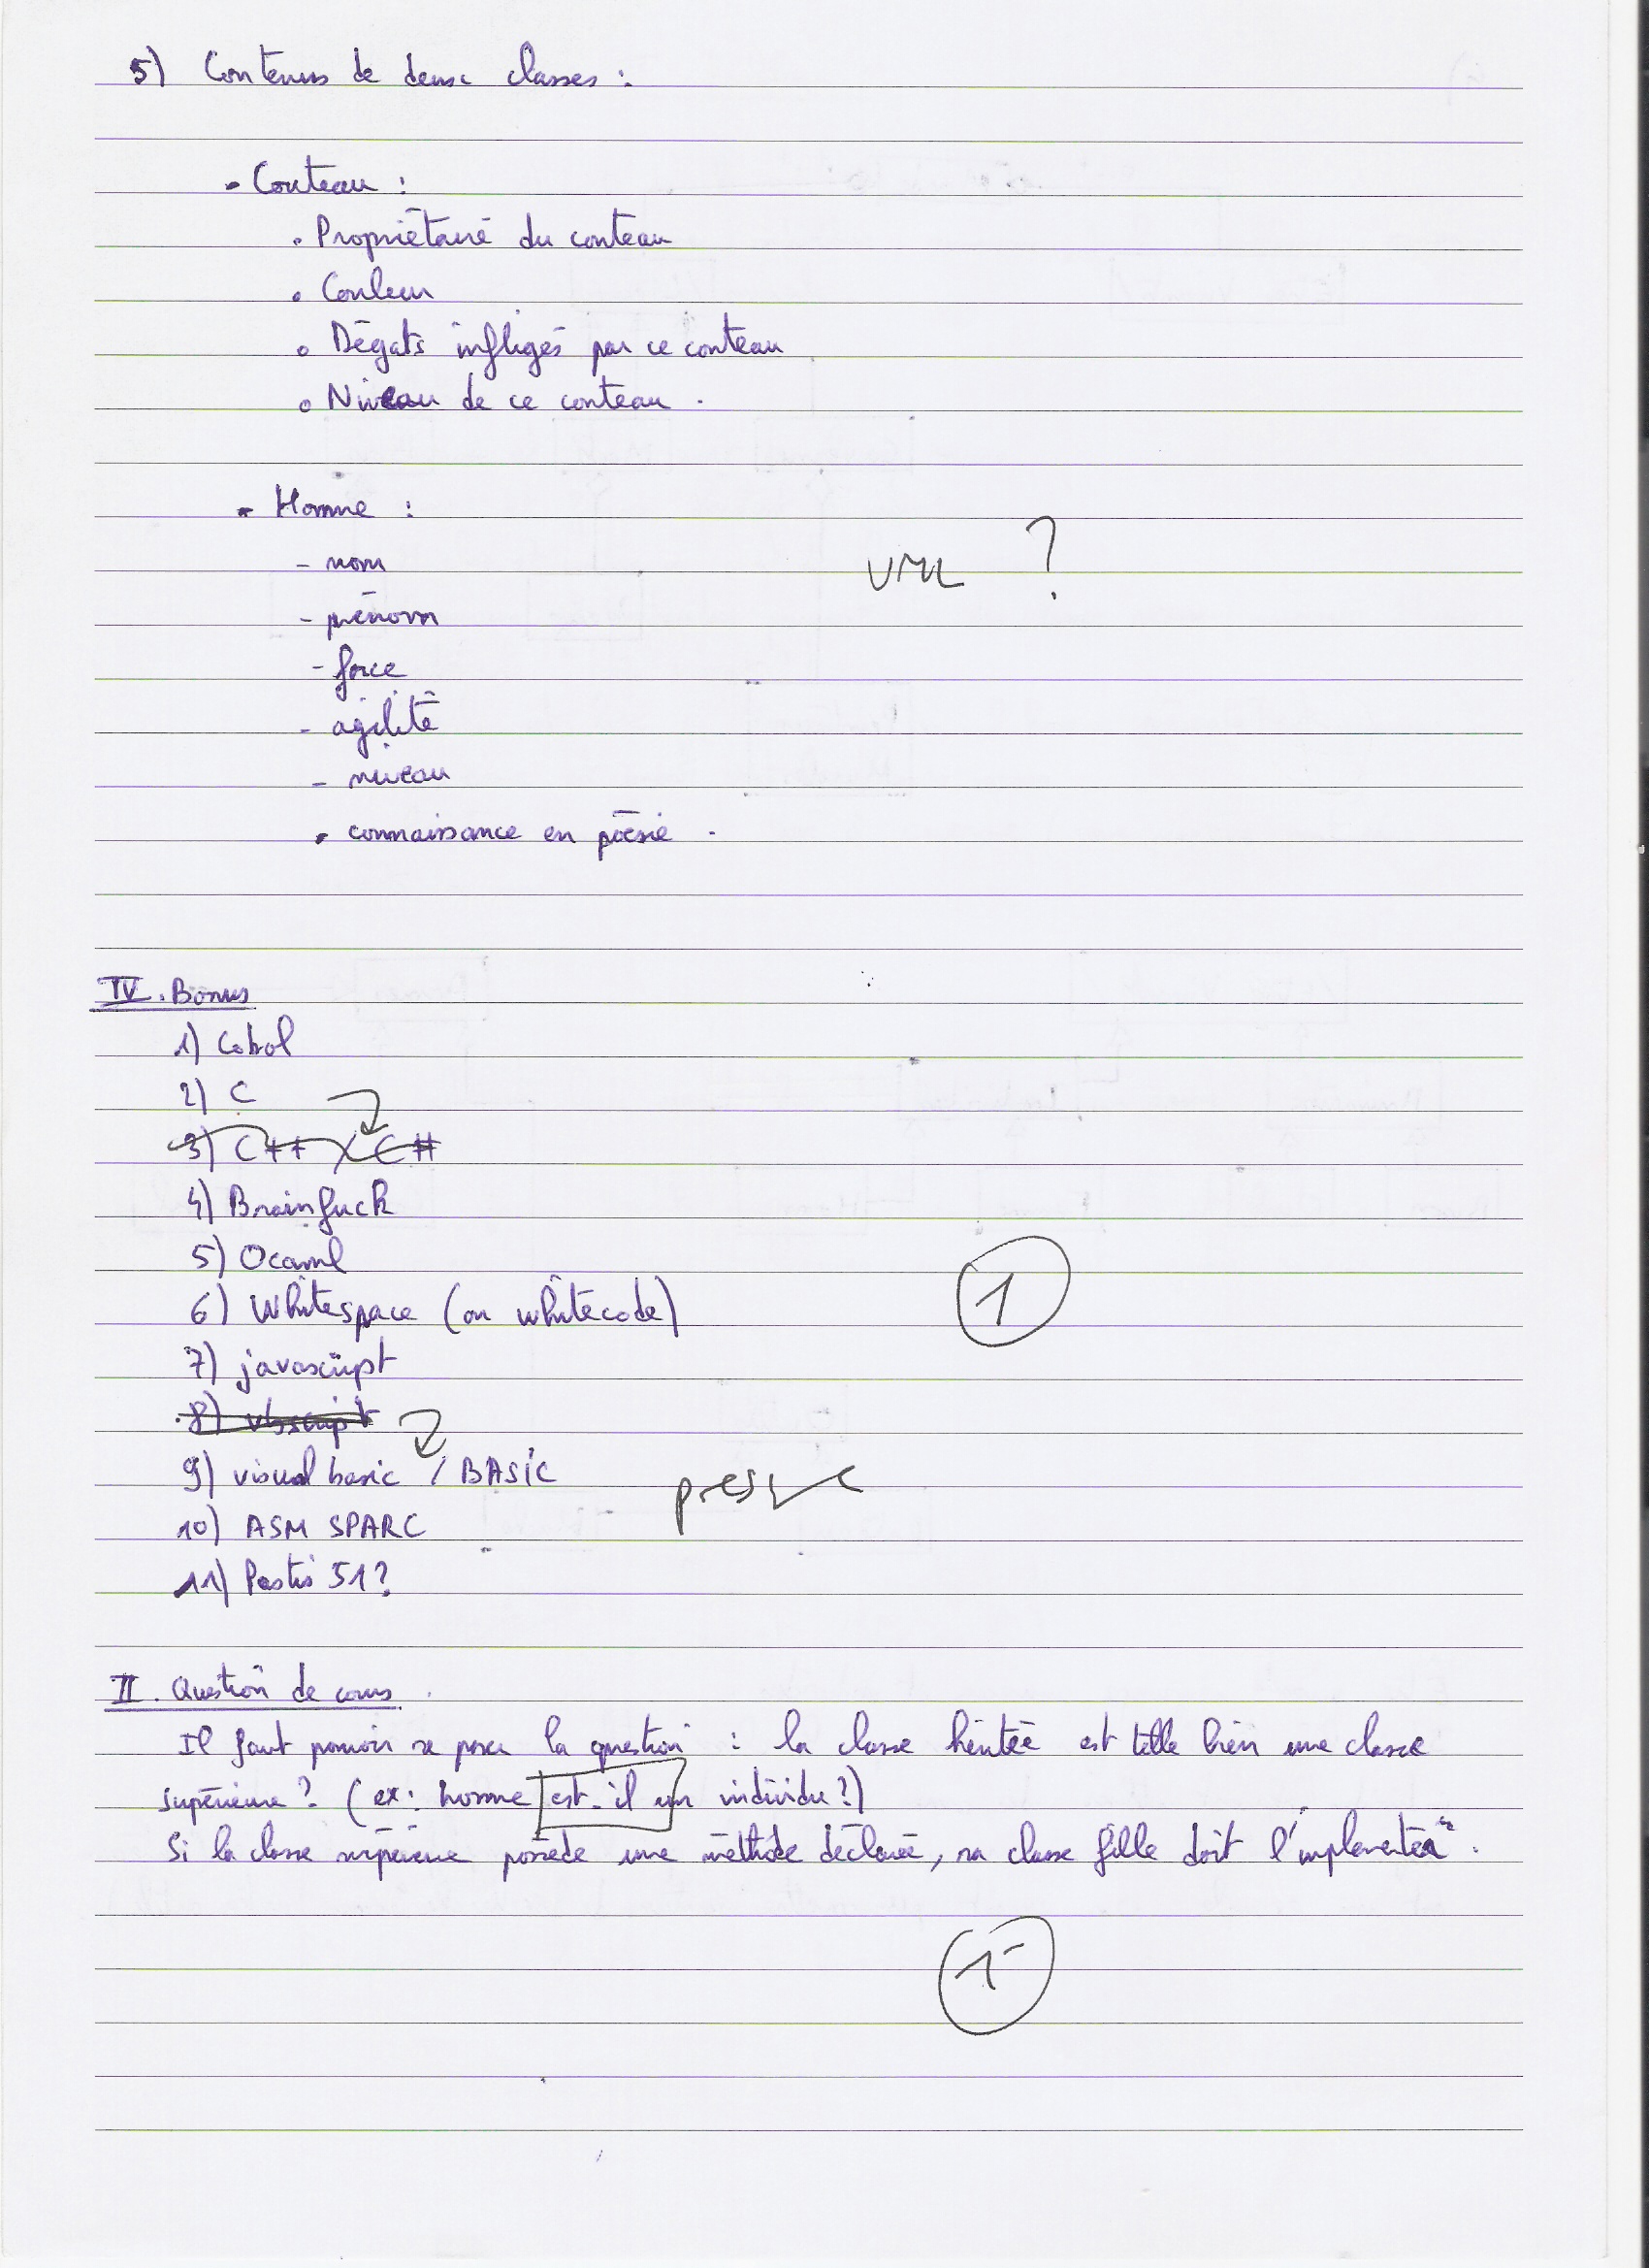 5) Contenus de deux classes :
- Couteau :
• Propriétaire du couteau
• Couleur
• Dégats infligés par ce couteau
• Niveau de ce couteau .
- Homme :
- nom
UML ?
- prénom
- force
- agilité
- niveau
• connaissance en poésie .
IV. Bonus
1) Cobol
2) C
3) C++ / C#
4) Brainfuck
5) Ocaml
6) Whitespace (ou whitecode)
1
7) javascript
8) vbscript
9) visual basic / BASIC
presque
10) ASM SPARC
11) Pastis 51?
II. Question de cours .
Il faut pouvoir se poser la question : la classe héritée est telle bien une classe
supérieure ? (ex: homme est-il un individu ?)
Si la classe supérieure possède une méthode déclarée, sa classe fille doit l'implementer .
1-